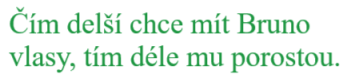 Čím delší chce mít Bruno
vlasy, tím déle mu porostou.